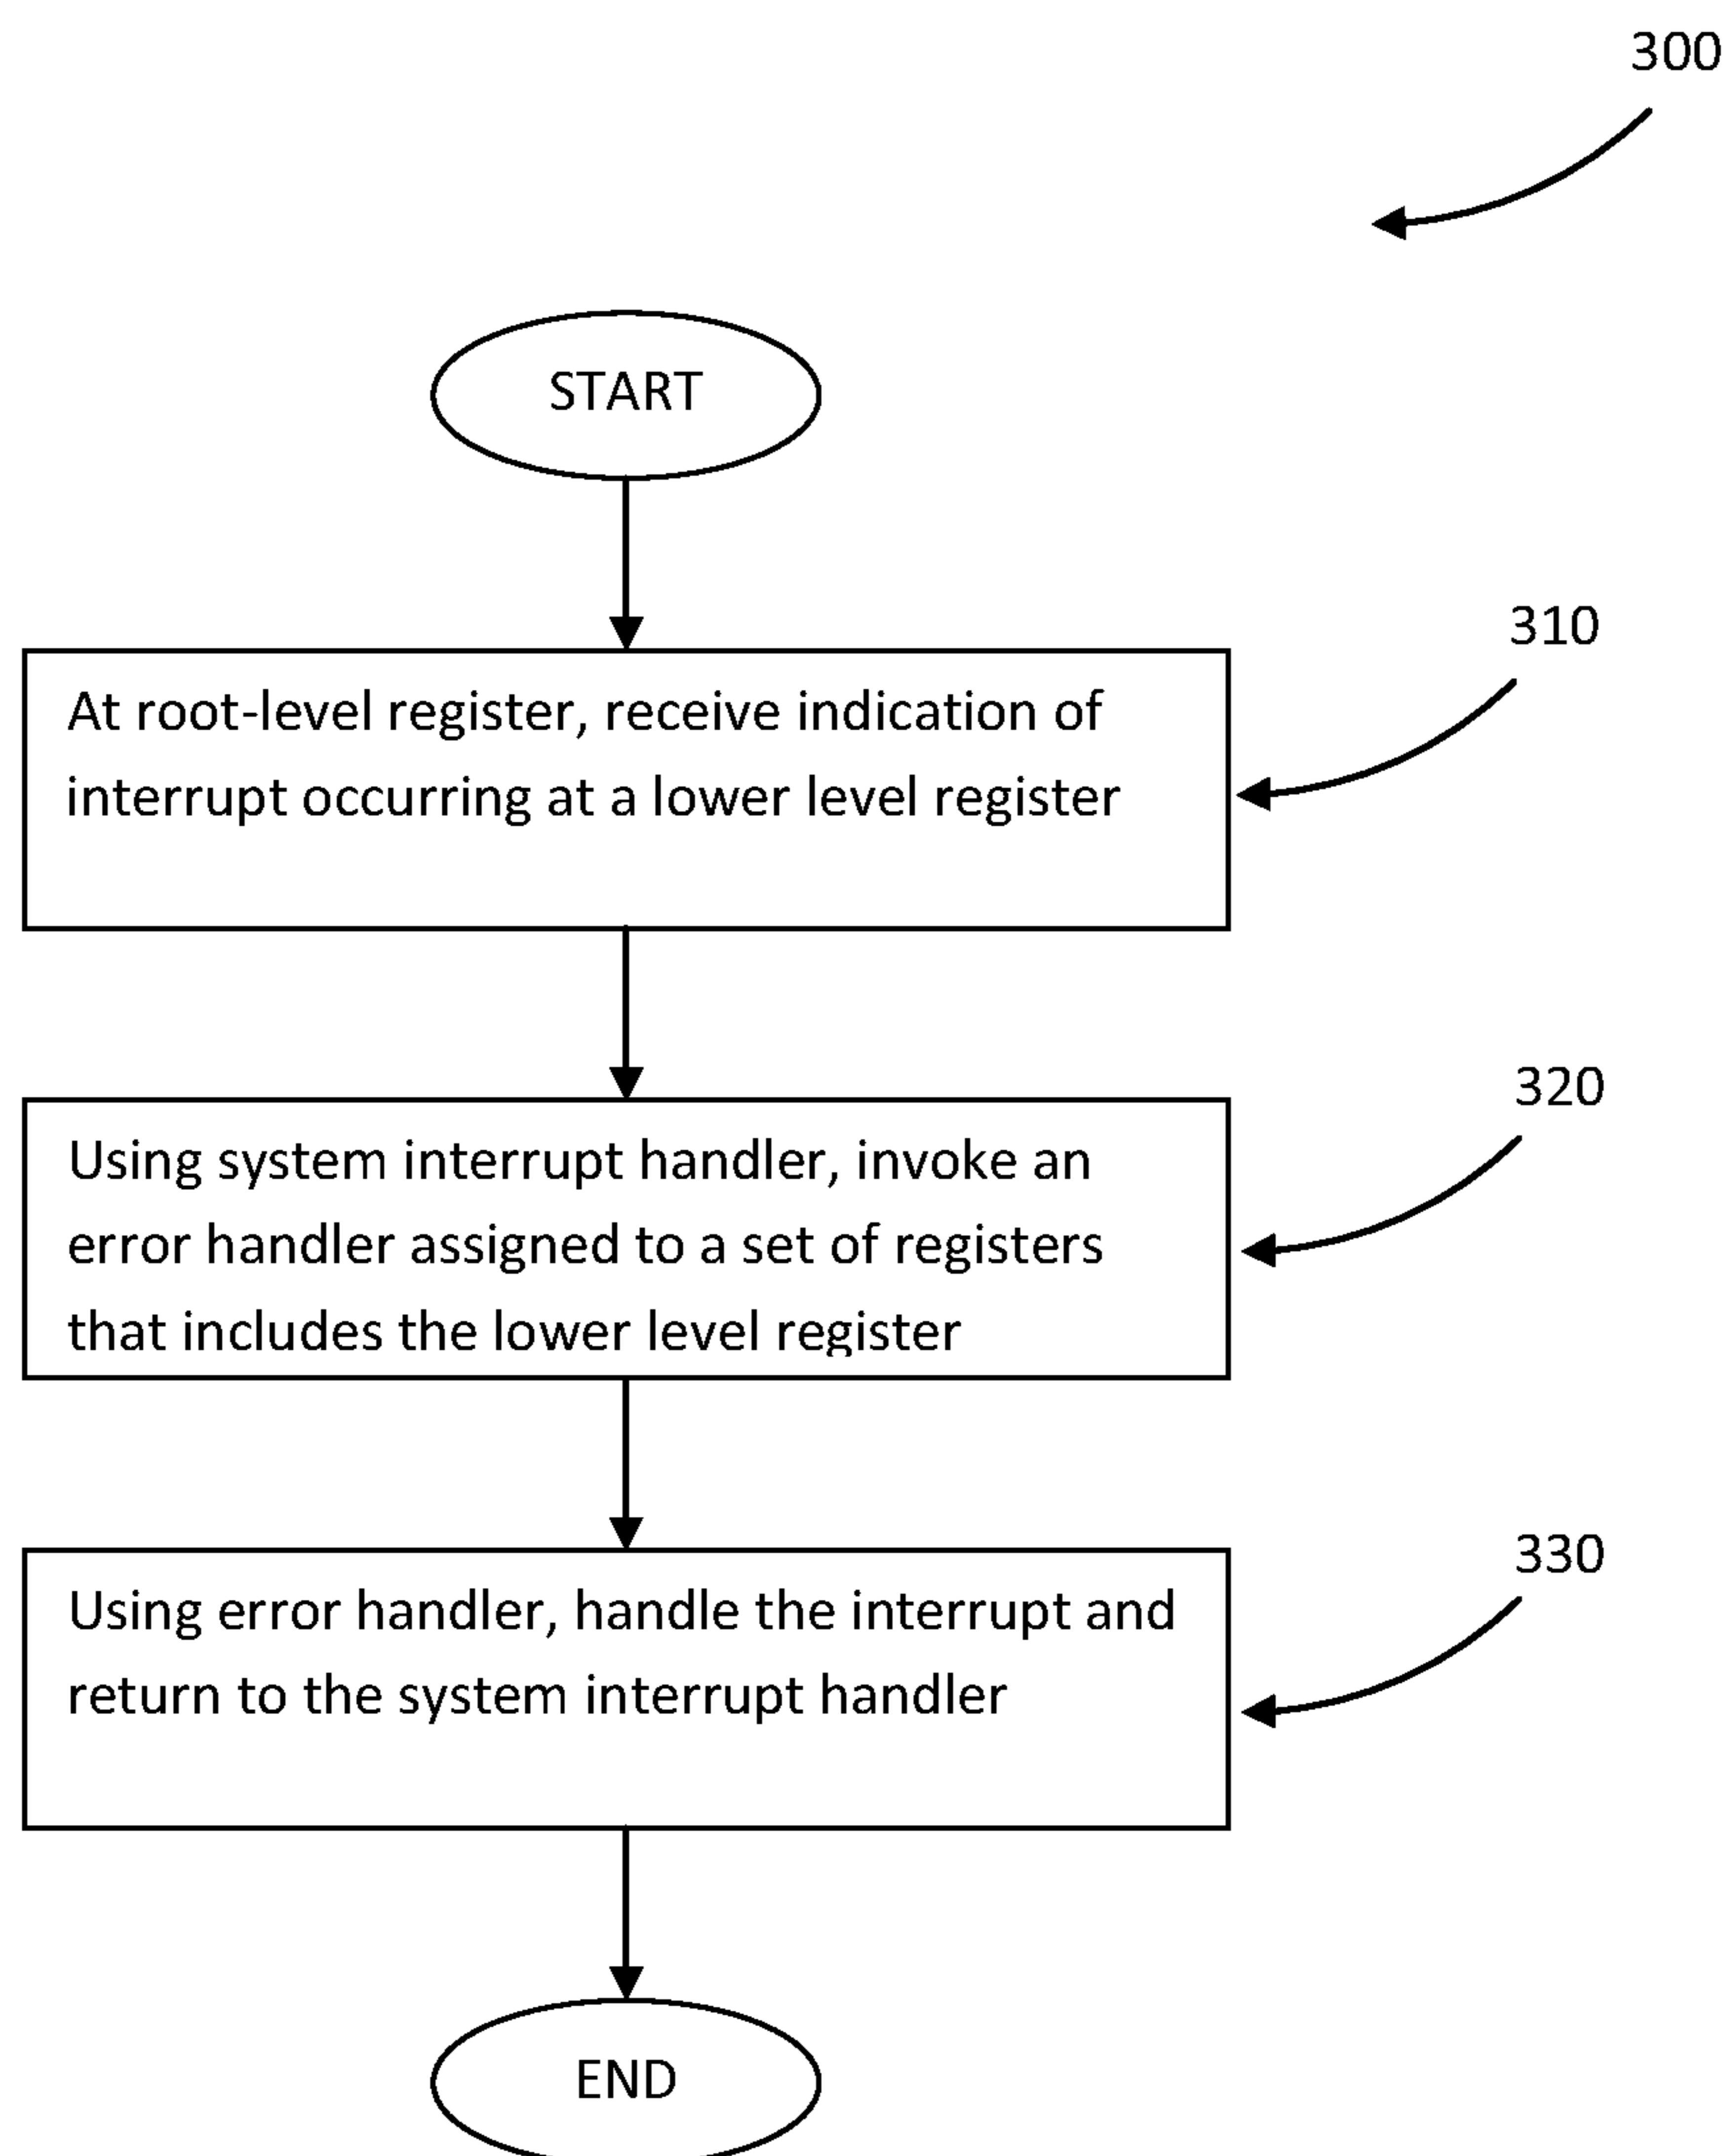 300
START
310
At root-level register, receive indication of
interrupt occurring at a lower level register
320
Using system interrupt handler, invoke an
error handler assigned to a set of registers
that includes the lower level register
330
Using error handler, handle the interrupt and
return to the system interrupt handler
END